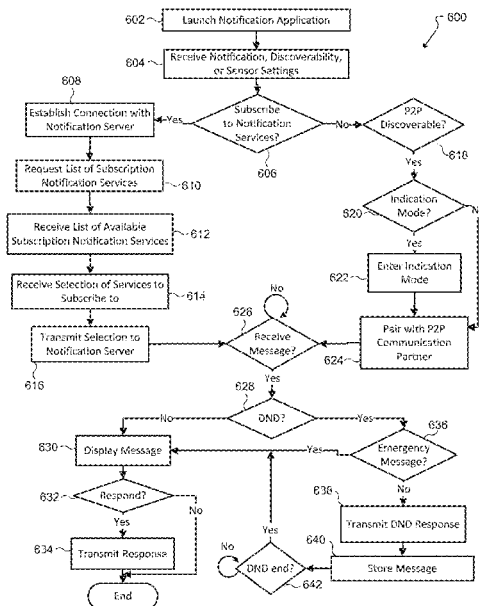 602
Launch Notification Application
600
604
Receive Notification, Discoverability,
or Sensor Settings
608
Establish Connection with
Notification Server
Yes
Subscribe
to Notification
Services?
606
No
P2P
Discoverable?
618
Yes
Request List of Subscription
Notification Services
610
Indication
Mode?
620
No
Yes
Receive List of Available
Subscription Notification Services
612
622
Enter Indication
Mode
Receive Selection of Services to
Subscribe to
614
No
626
Transmit Selection to
Notification Server
616
Receive
Message?
Pair with P2P
Communication
Partner
624
Yes
628
DND?
No
Yes
630
Display Message
Yes
636
Emergency
Message?
632
Respond?
No
Yes
No
638
Transmit DND Response
Yes
634
Transmit Response
640
Store Message
No
DND end?
642
End